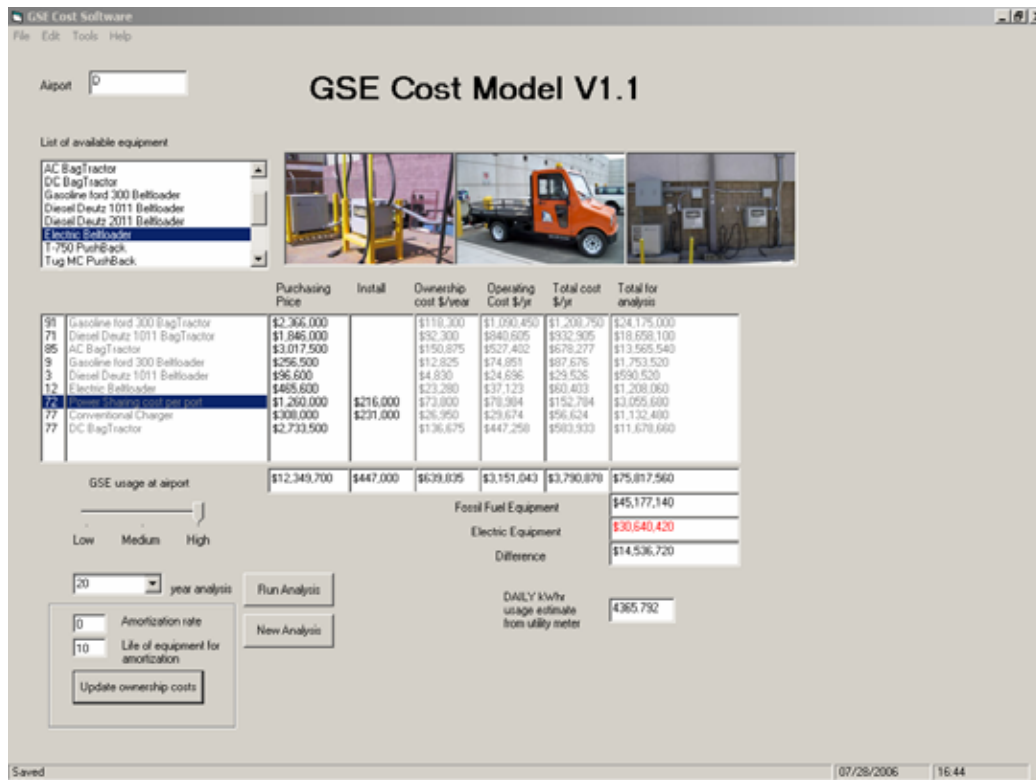 GSE Cost Software
File Edit Tools Help
Airport D
GSE Cost Model V1.1
List of available equipment
AC BagTractor
DC BagTractor
Gasoline ford 300 Beltloader
Diesel Deutz 1011 Beltloader
Diesel Deutz 2011 Beltloader
Electric Beltloader
T-750 PushBack
Tug MC PushBack
Purchasing Price Install Ownership cost $/year Operating Cost $/yr Total cost $/yr Total for analysis
91 Gasoline ford 300 BagTractor $2,366,000 $118,300 $1,090,450 $1,208,750 $24,175,000
71 Diesel Deutz 1011 BagTractor $1,846,000 $92,300 $840,605 $932,905 $18,658,100
85 AC BagTractor $3,017,500 $150,875 $527,402 $678,277 $13,565,540
9 Gasoline ford 300 Beltloader $256,500 $12,825 $74,851 $87,676 $1,753,520
3 Diesel Deutz 1011 Beltloader $96,600 $4,830 $24,696 $29,526 $590,520
12 Electric Beltloader $465,600 $23,280 $37,123 $60,403 $1,208,060
72 Power Sharing cost per port $1,260,000 $216,000 $73,800 $78,984 $152,784 $3,055,680
77 Conventional Charger $308,000 $231,000 $26,950 $29,674 $56,624 $1,132,480
77 DC BagTractor $2,733,500 $136,675 $447,258 $583,933 $11,678,660
$12,349,700 $447,000 $639,835 $3,151,043 $3,790,878 $75,817,560
GSE usage at airport
Low Medium High
Fossil Fuel Equipment $45,177,140
Electric Equipment $30,640,420
Difference $14,536,720
20 year analysis
Run Analysis
New Analysis
DAILY kWhr
usage estimate
from utility meter
4365.792
0 Amortization rate
10 Life of equipment for
amortization
Update ownership costs
Saved 07/28/2006 16:44